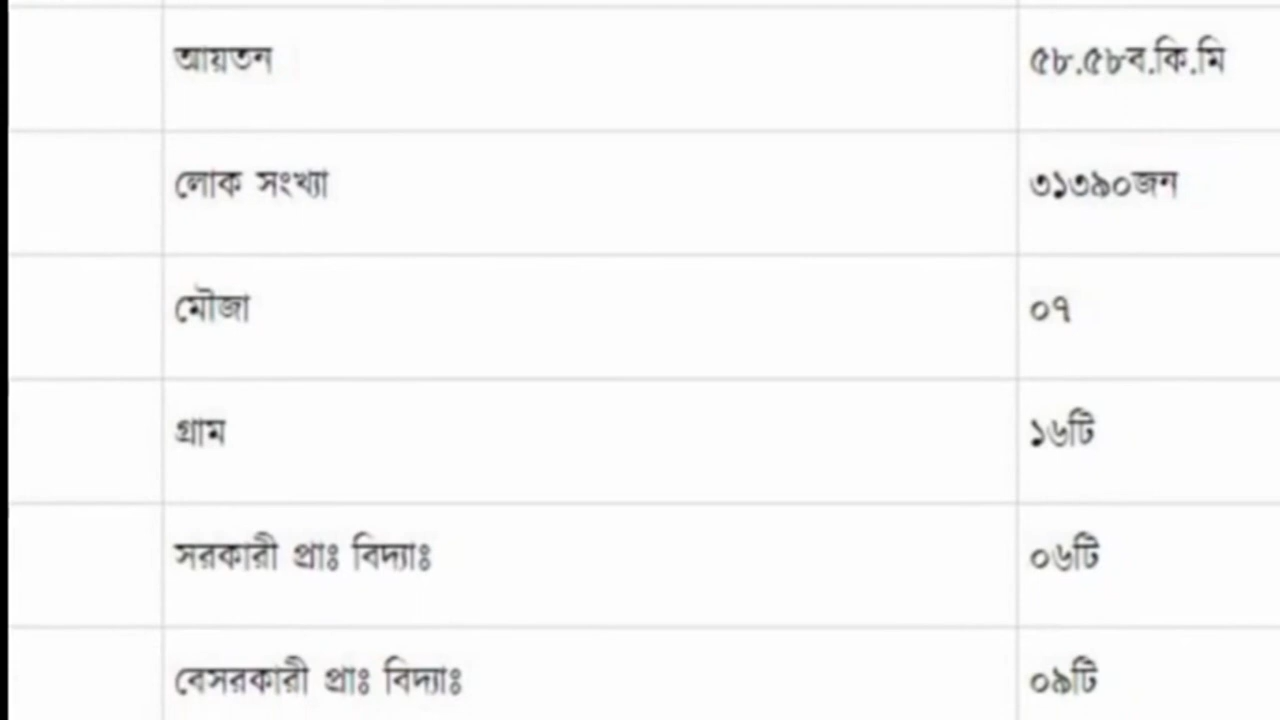 আয়তন ৫৮.৫৮ব.কি.মি
লোক সংখ্যা ৩১৩৯০জন
মৌজা ০৭
গ্রাম ১৬টি
সরকারী প্রাঃ বিদ্যাঃ ০৬টি
বেসরকারী প্রাঃ বিদ্যাঃ ০৯টি